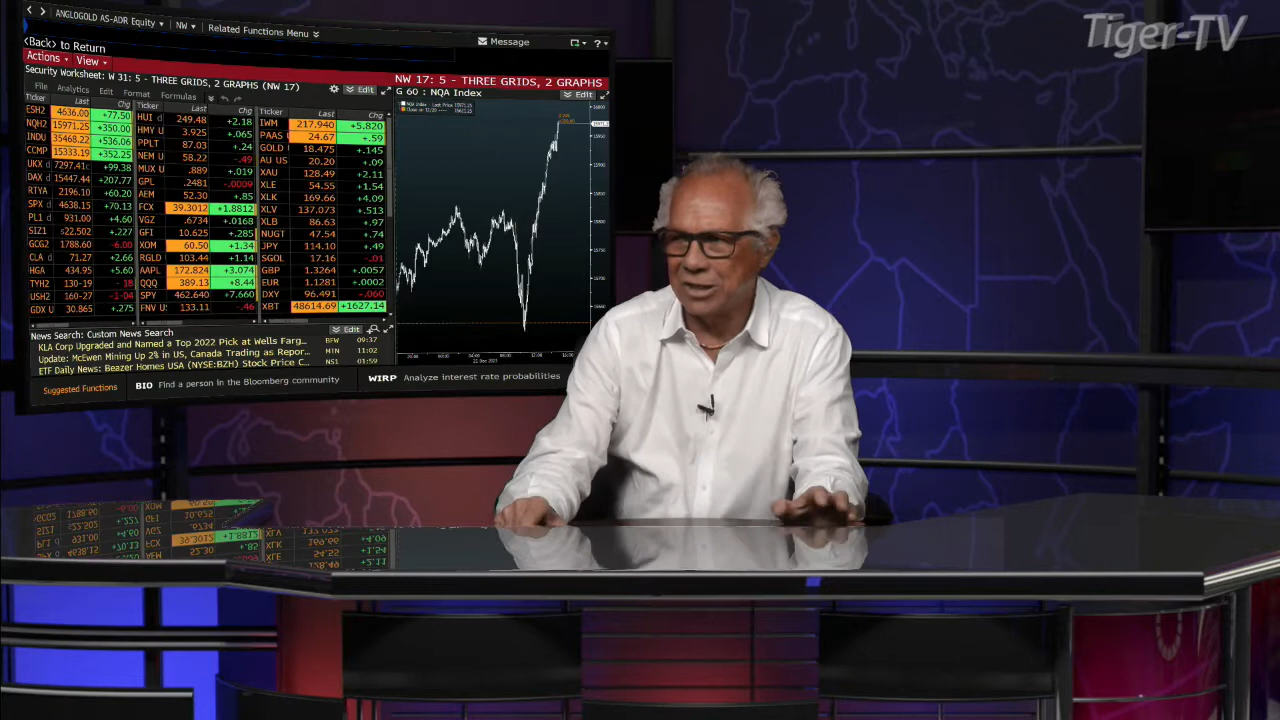 Tiger-TV
ANGLOGOLD AS-ADR Equity NW Related Functions Menu
Message ?
<Back> to Return
Actions View
Security Worksheet: W 31: 5 - THREE GRIDS, 2 GRAPHS (NW 17) Edit
File Analytics Edit Format Formulas
Ticker Last Chg Ticker Last Chg Ticker Last Chg
ESH2 4636.00 +77.50 HUI d 249.48 +2.18 IWM 217.940 +5.820
NQH2 15971.25 +350.00 HMY U 3.925 +.065 PAAS U 24.67 +.59
INDU 35468.22 +536.06 PPLT 87.03 +.24 GOLD 18.475 +.145
CCMP 15333.19 +352.25 NEM U 58.22 -.49 AU US 20.20 +.09
UKX d 7297.41 +99.38 MUX U .889 +.019 XAU 128.49 +2.11
DAX d 15447.44 +207.77 GPL .2481 -.0009 XLE 54.55 +1.54
RTYA 2196.10 +60.20 AEM 52.30 +.85 XLK 169.66 +4.09
SPX d 4638.15 +70.13 FCX 39.3012 +1.8812 XLV 137.073 +.513
PL1 d 931.00 +4.60 VGZ .6734 +.0168 XLB 86.63 +.97
SIZ1 s22.502 +.227 GFI 10.625 +.285 NUGT 47.54 +.74
GCG2 1788.60 -6.00 XOM 60.50 +1.34 JPY 114.10 +.49
CLA d 71.27 +2.66 RGLD 103.44 +1.14 SGOL 17.16 -.01
HGA 434.95 +5.60 AAPL 172.824 +3.074 GBP 1.3264 +.0057
TYH2 130-19 - 18 QQQ 389.13 +8.44 EUR 1.1281 +.0002
USH2 160-27 -1-04 SPY 462.640 +7.660 DXY 96.491 -.060
GDX U 30.865 +.275 FNV U 133.11 -.46 XBT 48614.69 +1627.14
NW 17: 5 - THREE GRIDS, 2 GRAPHS
G 60 : NQA Index
Edit
21 Dec 2021
News Search: Custom News Search Edit
KLA Corp Upgraded and Named a Top 2022 Pick at Wells Farg... BFW 09:37
Update: McEwen Mining Up 2% in US, Canada Trading as Repor... MTN 11:02
ETF Daily News: Beazer Homes USA (NYSE:BZH) Stock Price C... NS1 01:59
Suggested Functions BIO Find a person in the Bloomberg community WIRP Analyze interest rate probabilities